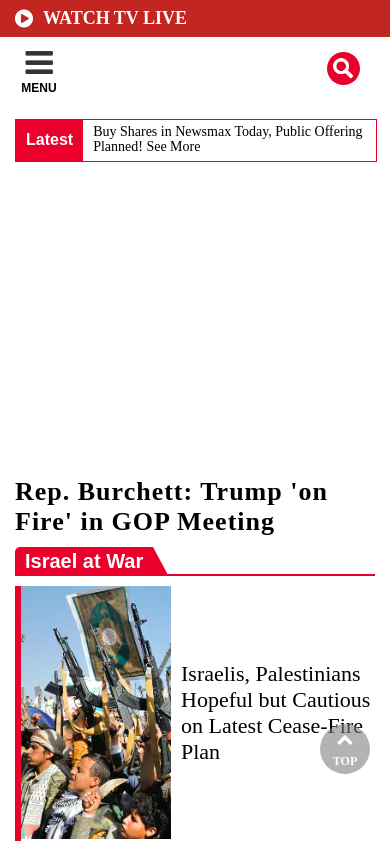 WATCH TV LIVE
MENU
Latest
Buy Shares in Newsmax Today, Public Offering
Planned! See More
Rep. Burchett: Trump 'on
Fire' in GOP Meeting
Israel at War
Israelis, Palestinians
Hopeful but Cautious
on Latest Cease-Fire
Plan
TOP